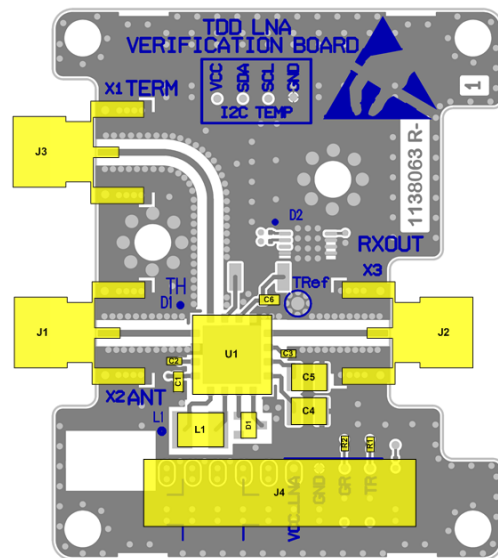 TDD LNA
VERIFICATION BOARD
X1 TERM
VCC
SDA
SCL
GND
I2C TEMP
1
1138063 R-
J3
D2
RXOUT
X3
TH
D1
TRef
C6
J1
U1
J2
C2
C3
C1
C5
X2 ANT
C4
L1
L1
D1
R2
R1
J4
VCC_LNA
GND
GR
TR